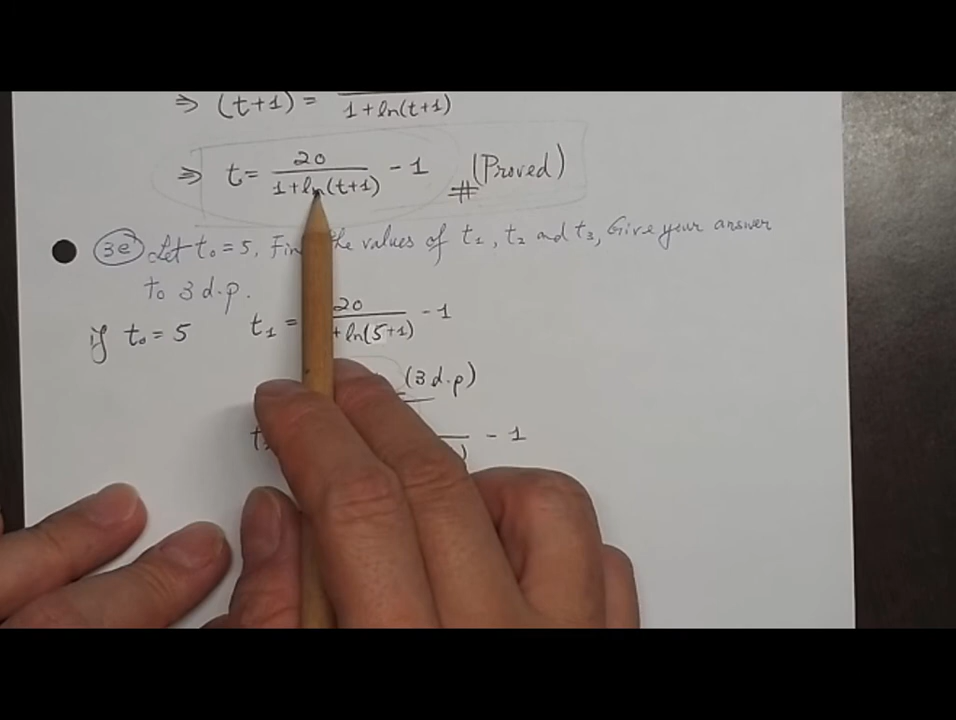 ⇒ (t+1) = 1+ln(t+1)
⇒ t = 20/(1+ln(t+1)) - 1 # (Proved)
3e Let t₀ = 5, Find the values of t₁, t₂ and t₃, Give your answer
to 3 d.p.
if t₀ = 5 t₁ = 20/+ ln(5+1) - 1
(3 d.p)
- 1